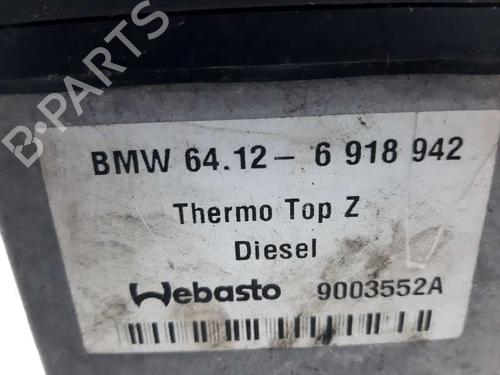 B-PARTS
BMW 64.12 - 6 918 942
Thermo Top Z
Diesel
Webasto 9003552A